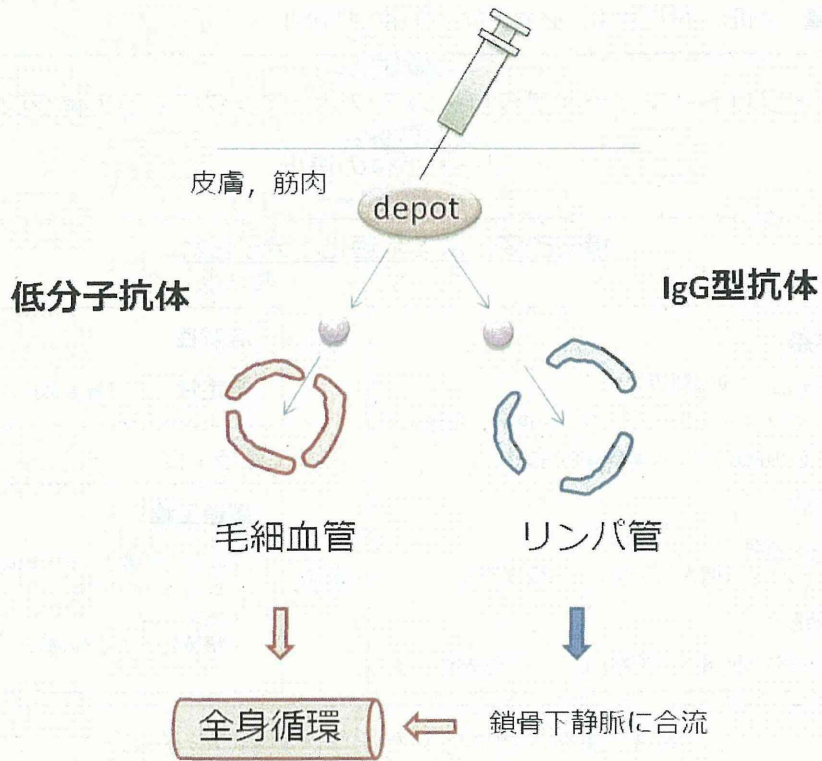 皮膚，筋肉
depot
低分子抗体
IgG型抗体
毛細血管
リンパ管
全身循環
鎖骨下静脈に合流